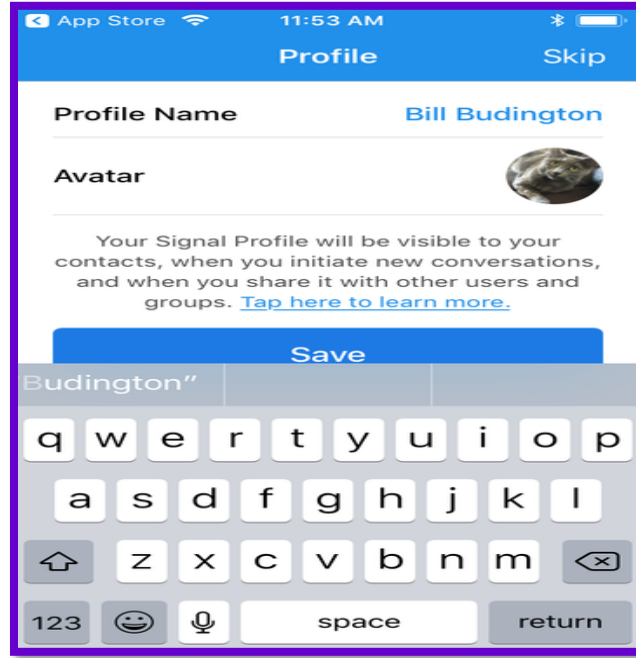 App Store 11:53 AM
Profile Skip
Profile Name Bill Budington
Avatar
Your Signal Profile will be visible to your
contacts, when you initiate new conversations,
and when you share it with other users and
groups. Tap here to learn more.
Save
Budington”
q w e r t y u i o p
a s d f g h j k l
z x c v b n m
123 space return